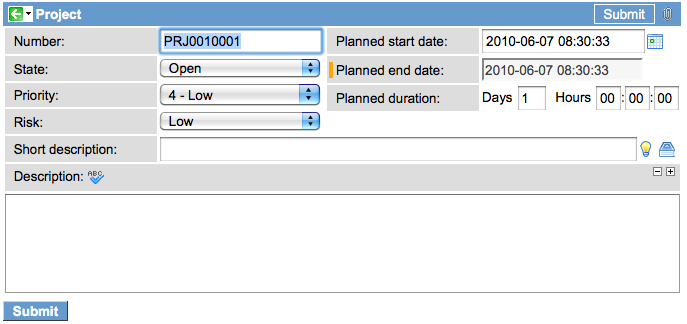 Project Submit
Number: PRJ0010001 Planned start date: 2010-06-07 08:30:33
State: Open Planned end date: 2010-06-07 08:30:33
Priority: 4 - Low Planned duration: Days 1 Hours 00 : 00 : 00
Risk: Low
Short description:
Description: ABC
Submit